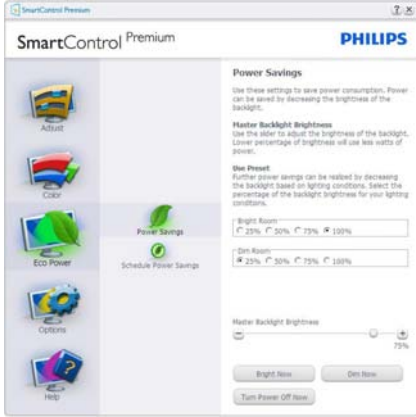 SmartControl Premium
SmartControl Premium
PHILIPS
Adjust
Color
Eco Power
Options
Help
Power Savings
Schedule Power Savings
Power Savings
Use these settings to save power consumption. Power
can be saved by decreasing the brightness of the
backlight.
Master Backlight Brightness
Use the slider to adjust the brightness of the backlight.
Lower percentage of brightness will use less watts of
power.
Use Preset
Further power savings can be realized by decreasing
the backlight based on lighting conditions. Select the
percentage of the backlight brightness for your lighting
conditions.
Bright Room
25% 50% 75% 100%
Dim Room
25% 50% 75% 100%
Master Backlight Brightness
75%
Bright Now Dim Now
Turn Power Off Now